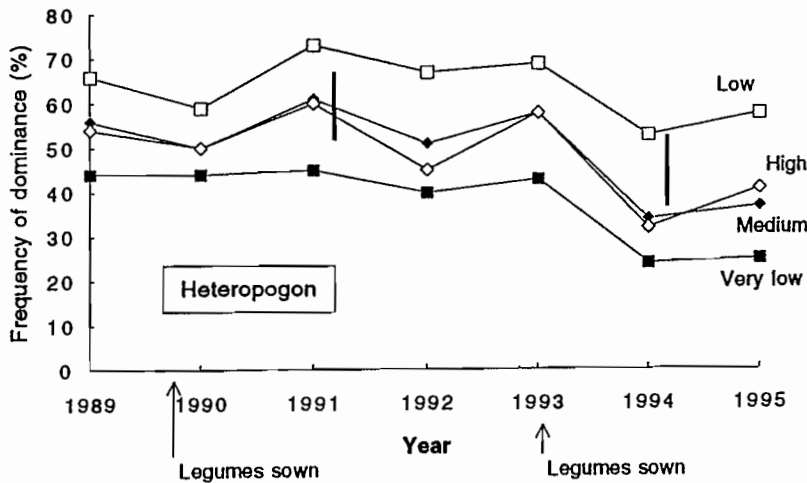 Frequency of dominance (%)
80
70
60
50
40
30
20
10
0
Low
High
Medium
Very low
Heteropogon
1989 1990 1991 1992 1993 1994 1995
Year
Legumes sown
Legumes sown